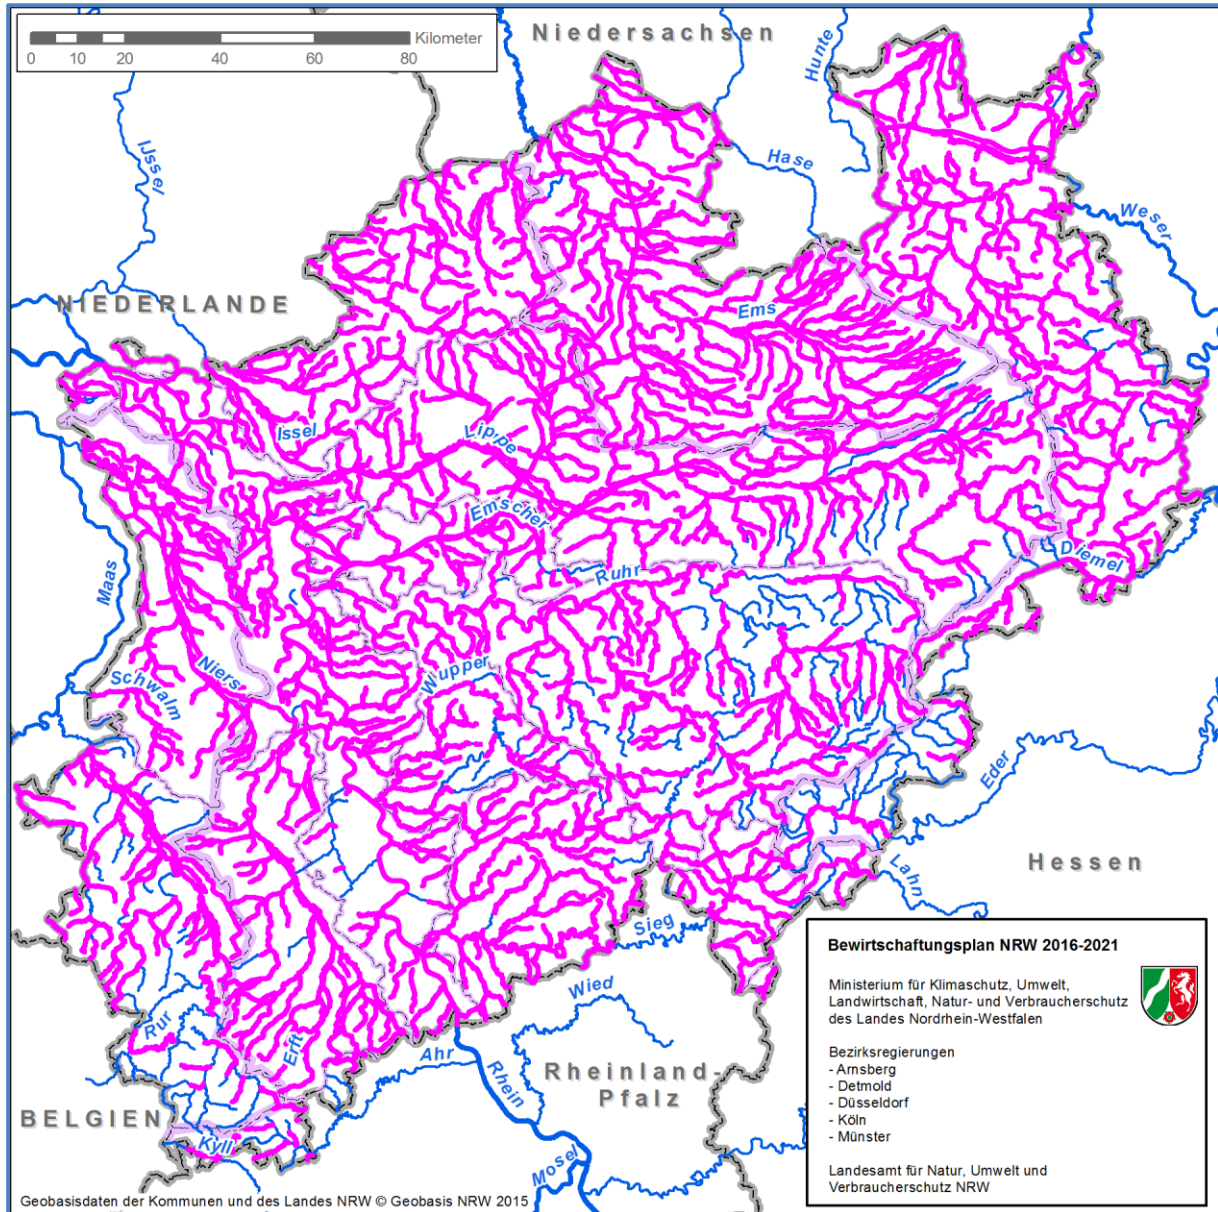 Kilometer
0 10 20 40 60 80
Niedersachsen
Hunte
IJssel
Hase
Weser
NIEDERLANDE
Ems
Issel
Lippe
Emscher
Ruhr
Diemel
Maas
Niers
Wupper
Schwalm
Eder
Hessen
Lahn
Sieg
Wied
Rur
Erft
Ahr
Rhein
Rheinland-
Pfalz
BELGIEN
Kyll
Mosel
Bewirtschaftungsplan NRW 2016-2021
Ministerium für Klimaschutz, Umwelt,
Landwirtschaft, Natur- und Verbraucherschutz
des Landes Nordrhein-Westfalen
Bezirksregierungen
- Arnsberg
- Detmold
- Düsseldorf
- Köln
- Münster
Landesamt für Natur, Umwelt und
Verbraucherschutz NRW
Geobasisdaten der Kommunen und des Landes NRW © Geobasis NRW 2015